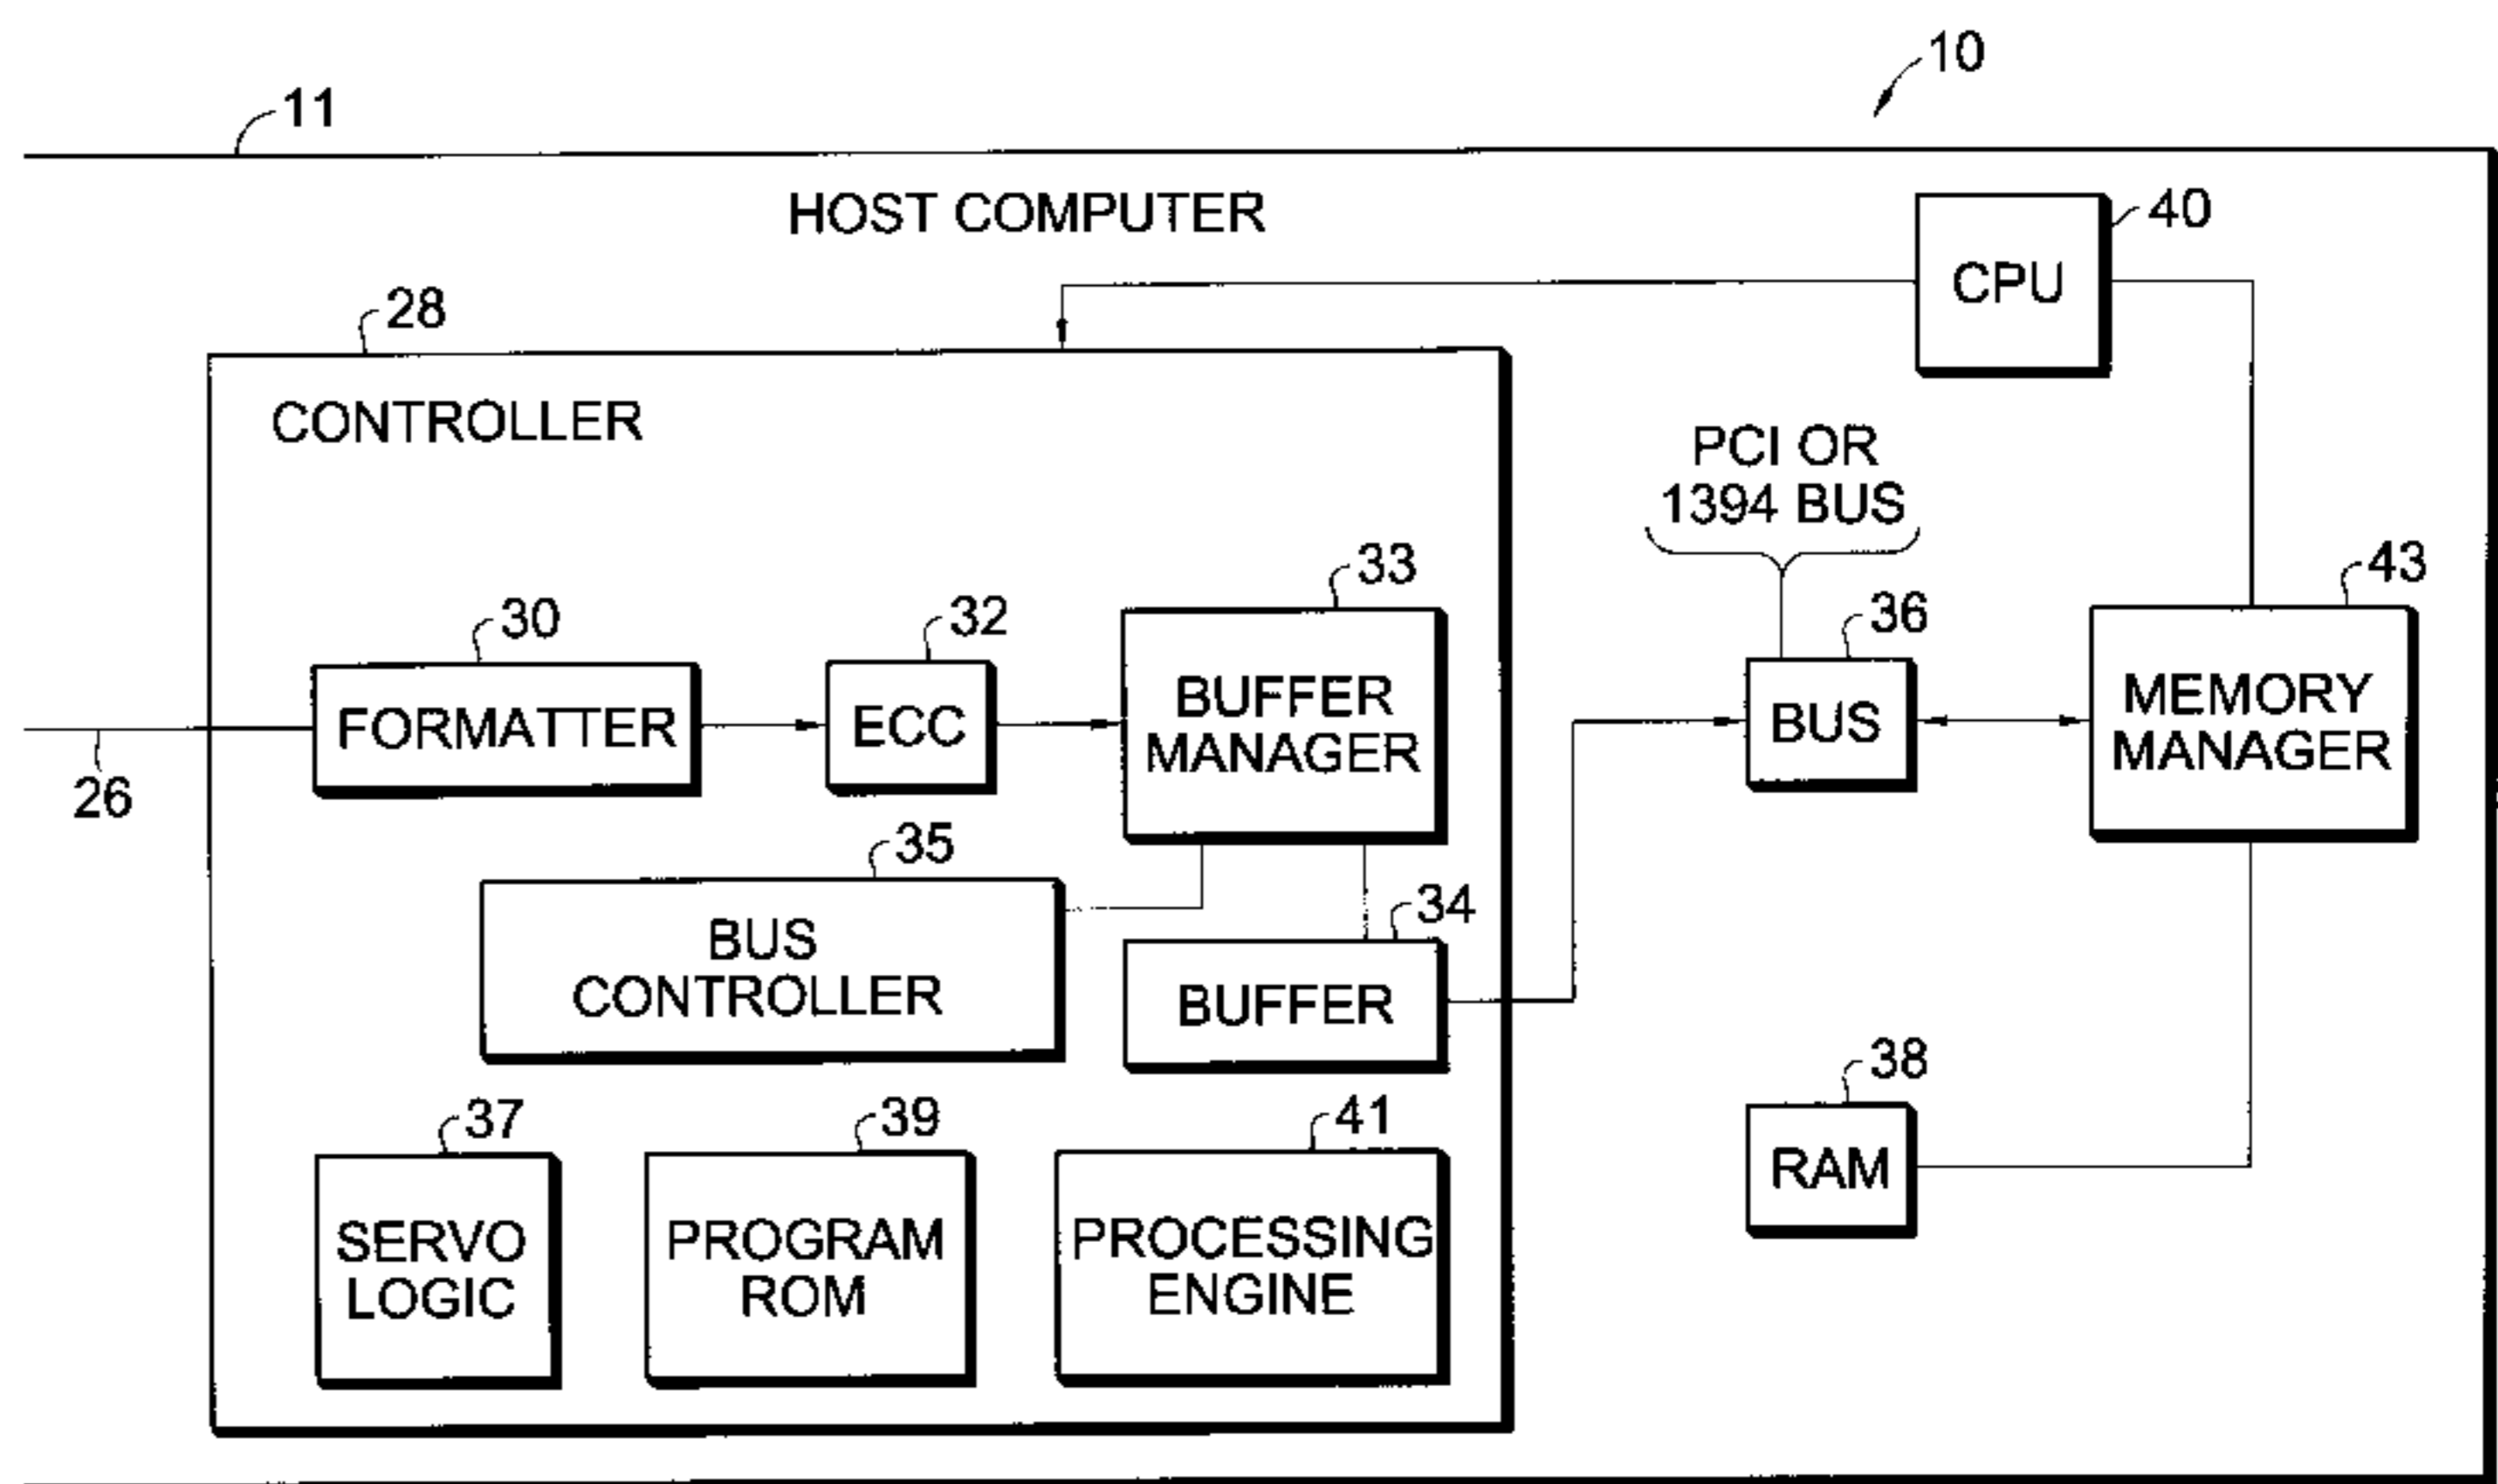 10
11
HOST COMPUTER
40
CPU
28
CONTROLLER
PCI OR
1394 BUS
33
43
30
32
36
FORMATTER
ECC
BUFFER
MANAGER
BUS
MEMORY
MANAGER
26
35
34
BUS
CONTROLLER
BUFFER
38
37
39
41
RAM
SERVO
LOGIC
PROGRAM
ROM
PROCESSING
ENGINE